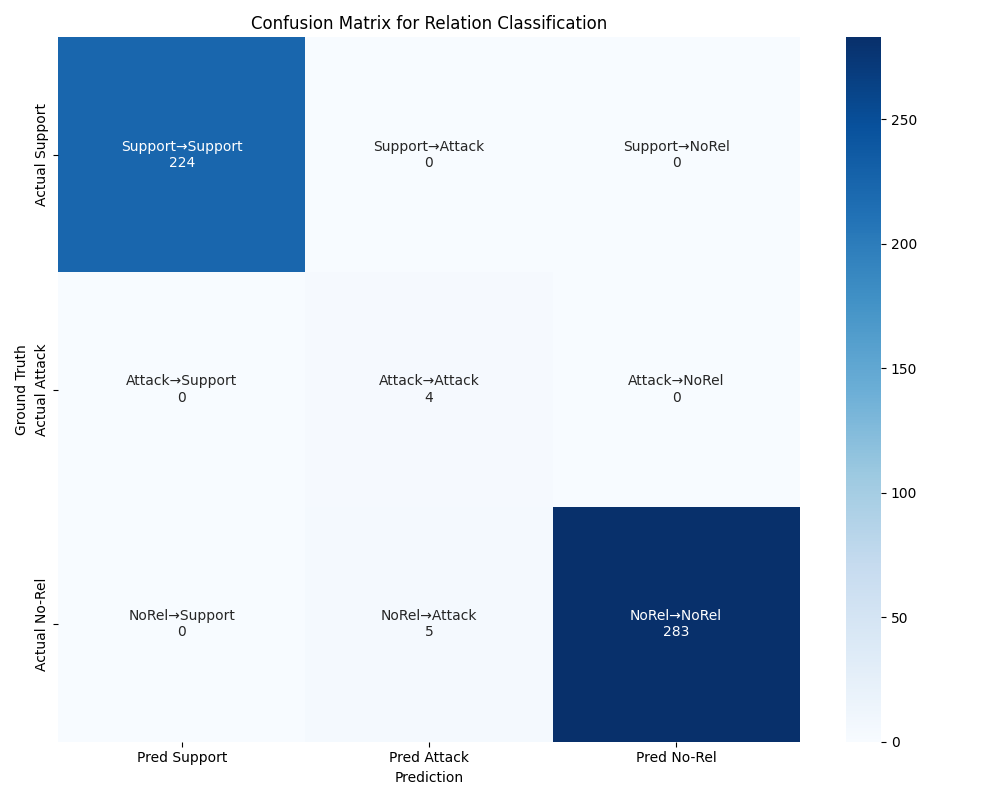 Confusion Matrix for Relation Classification
Ground Truth
Actual Support
Support→Support
224
Support→Attack
0
Support→NoRel
0
Actual Attack
Attack→Support
0
Attack→Attack
4
Attack→NoRel
0
Actual No-Rel
NoRel→Support
0
NoRel→Attack
5
NoRel→NoRel
283
Pred Support
Pred Attack
Pred No-Rel
Prediction
250
200
150
100
50
0